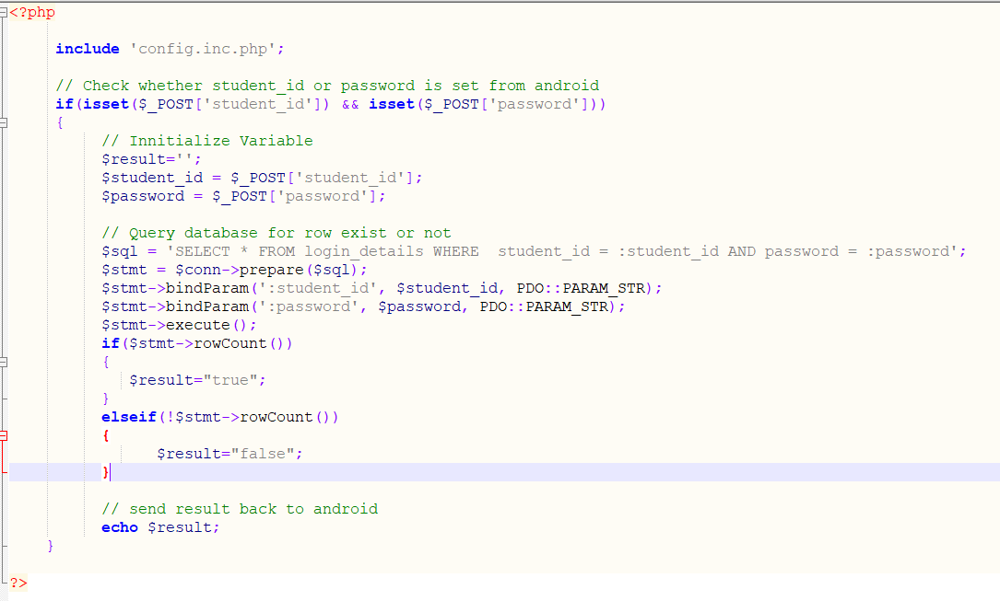 <?php
include 'config.inc.php';
// Check whether student_id or password is set from android
if(isset($_POST['student_id']) && isset($_POST['password']))
{
// Innitialize Variable
$result='';
$student_id = $_POST['student_id'];
$password = $_POST['password'];
// Query database for row exist or not
$sql = 'SELECT * FROM login_details WHERE  student_id = :student_id AND password = :password';
$stmt = $conn->prepare($sql);
$stmt->bindParam(':student_id', $student_id, PDO::PARAM_STR);
$stmt->bindParam(':password', $password, PDO::PARAM_STR);
$stmt->execute();
if($stmt->rowCount())
{
$result="true";
}
elseif(!$stmt->rowCount())
{
$result="false";
}
// send result back to android
echo $result;
}
?>